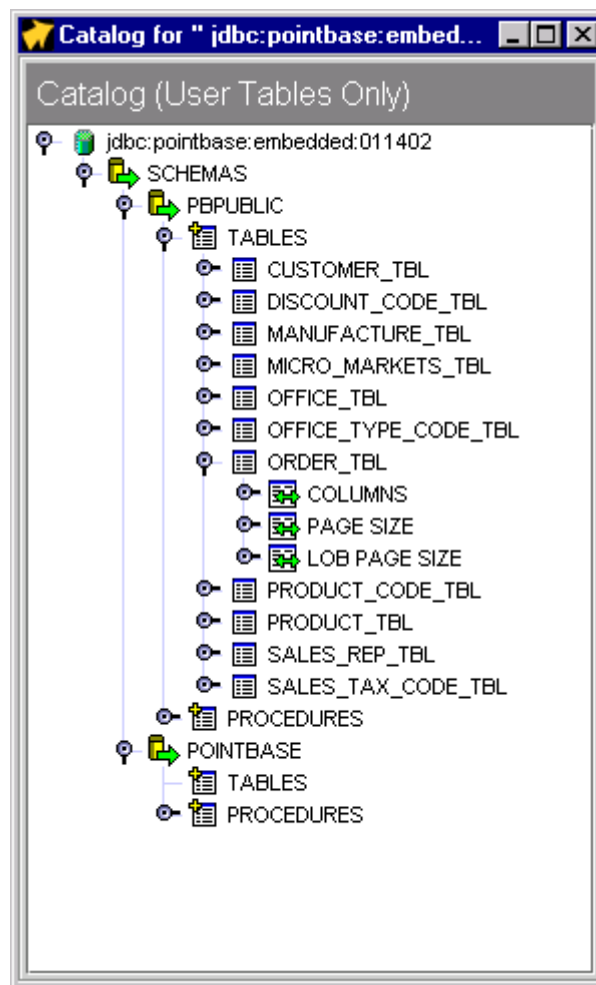 Catalog for " jdbc:pointbase:embed...
Catalog (User Tables Only)
jdbc:pointbase:embedded:011402
SCHEMAS
PBPUBLIC
TABLES
CUSTOMER_TBL
DISCOUNT_CODE_TBL
MANUFACTURE_TBL
MICRO_MARKETS_TBL
OFFICE_TBL
OFFICE_TYPE_CODE_TBL
ORDER_TBL
COLUMNS
PAGE SIZE
LOB PAGE SIZE
PRODUCT_CODE_TBL
PRODUCT_TBL
SALES_REP_TBL
SALES_TAX_CODE_TBL
PROCEDURES
POINTBASE
TABLES
PROCEDURES